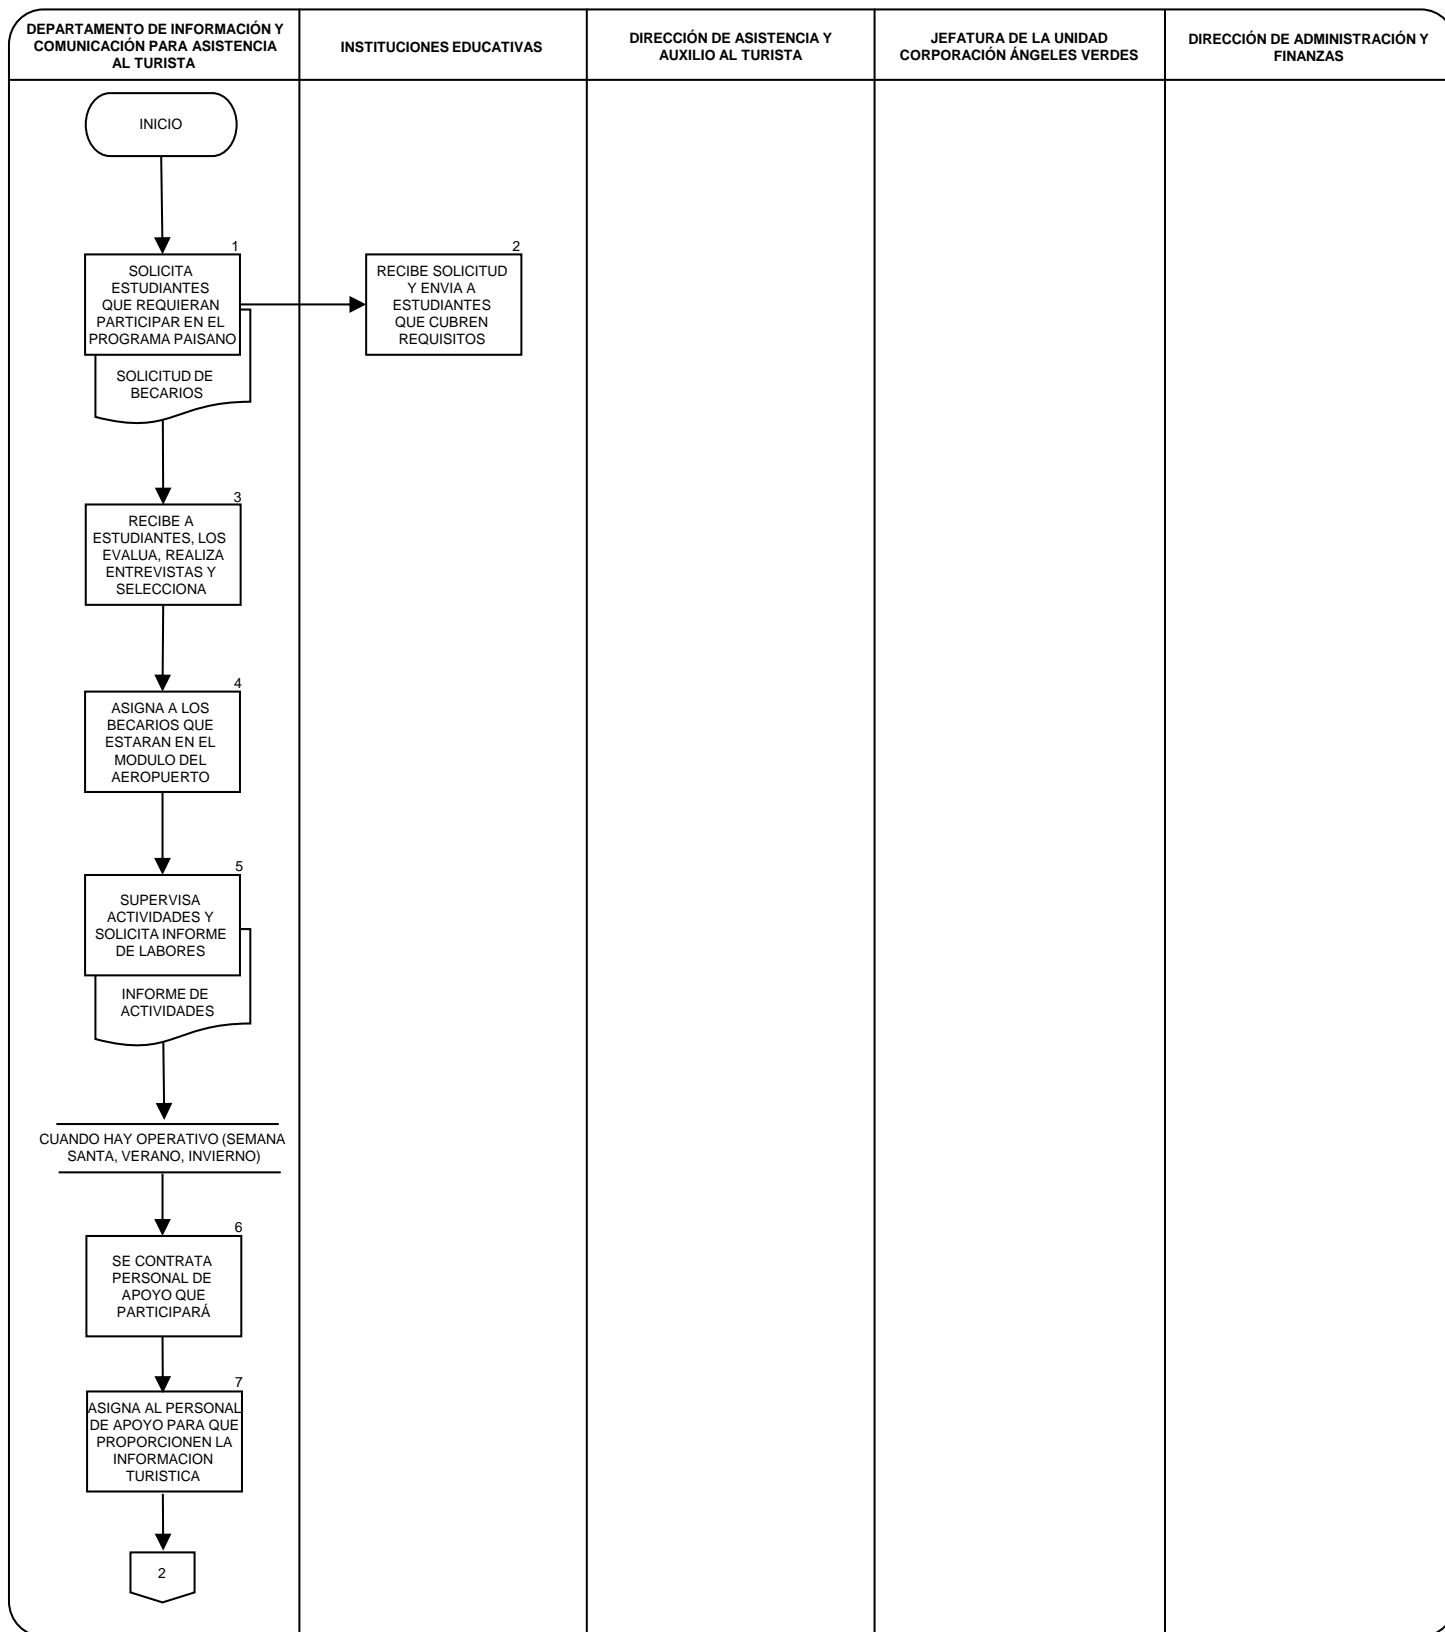 DEPARTAMENTO DE INFORMACIÓN Y
COMUNICACIÓN PARA ASISTENCIA
AL TURISTA
INSTITUCIONES EDUCATIVAS
DIRECCIÓN DE ASISTENCIA Y
AUXILIO AL TURISTA
JEFATURA DE LA UNIDAD
CORPORACIÓN ÁNGELES VERDES
DIRECCIÓN DE ADMINISTRACIÓN Y
FINANZAS
INICIO
1
SOLICITA
ESTUDIANTES
QUE REQUIERAN
PARTICIPAR EN EL
PROGRAMA PAISANO
SOLICITUD DE
BECARIOS
2
RECIBE SOLICITUD
Y ENVIA A
ESTUDIANTES
QUE CUBREN
REQUISITOS
3
RECIBE A
ESTUDIANTES, LOS
EVALUA, REALIZA
ENTREVISTAS Y
SELECCIONA
4
ASIGNA A LOS
BECARIOS QUE
ESTARAN EN EL
MODULO DEL
AEROPUERTO
5
SUPERVISA
ACTIVIDADES Y
SOLICITA INFORME
DE LABORES
INFORME DE
ACTIVIDADES
CUANDO HAY OPERATIVO (SEMANA
SANTA, VERANO, INVIERNO)
6
SE CONTRATA
PERSONAL DE
APOYO QUE
PARTICIPARÁ
7
ASIGNA AL PERSONAL
DE APOYO PARA QUE
PROPORCIONEN LA
INFORMACION
TURISTICA
2